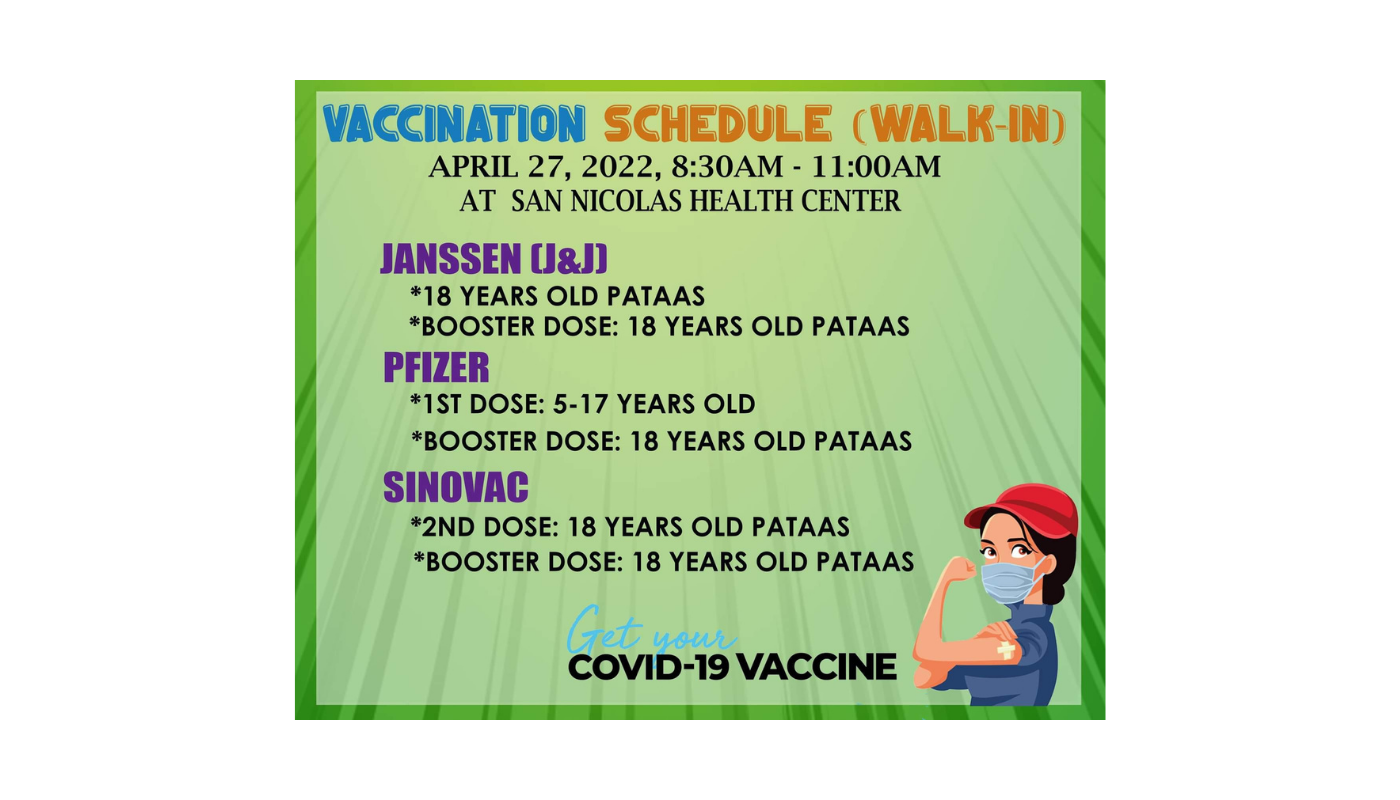 VACCINATION SCHEDULE (WALK-IN)
APRIL 27, 2022, 8:30AM - 11:00AM
AT SAN NICOLAS HEALTH CENTER
JANSSEN (J&J)
*18 YEARS OLD PATAAS
*BOOSTER DOSE: 18 YEARS OLD PATAAS
PFIZER
*1ST DOSE: 5-17 YEARS OLD
*BOOSTER DOSE: 18 YEARS OLD PATAAS
SINOVAC
*2ND DOSE: 18 YEARS OLD PATAAS
*BOOSTER DOSE: 18 YEARS OLD PATAAS
Get your
COVID-19 VACCINE